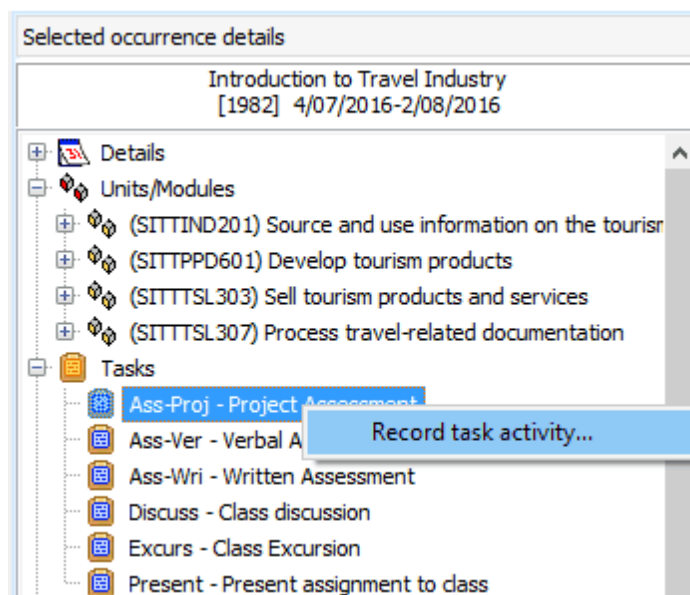 Selected occurrence details
Introduction to Travel Industry
[1982] 4/07/2016-2/08/2016
Details
Units/Modules
(SITTIND201) Source and use information on the
(SITTPPD601) Develop tourism products
(SITTTSL303) Sell tourism products and services
(SITTTSL307) Process travel-related documentation
Tasks
Ass-Proj - Project Assessment
Record task activity...
Ass-Ver - Verbal A
Ass-Wri - Written Assessment
Discuss - Class discussion
Excurs - Class Excursion
Present - Present assignment to class